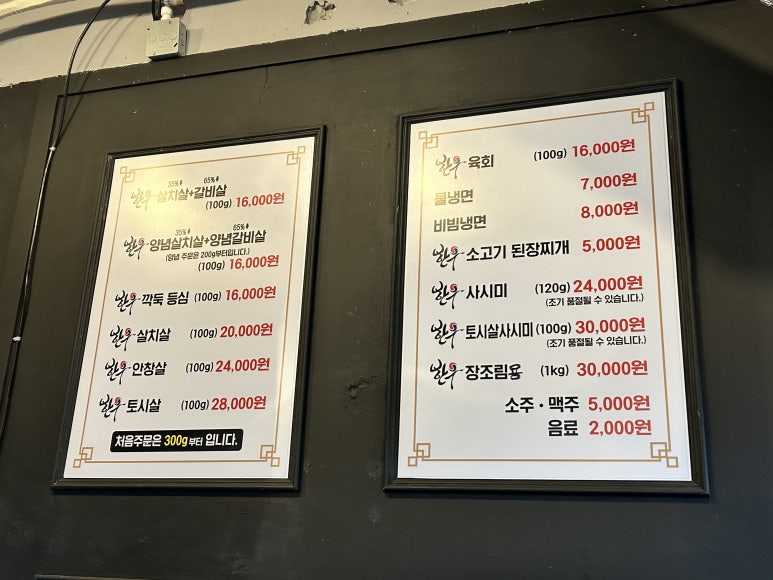 35% 65%
한우 살치살+갈비살
(100g) 16,000원
35% 65%
한우 양념살치살+양념갈비살
(양념 주문은 200g부터입니다.)
(100g) 16,000원
한우 깍둑 등심 (100g) 16,000원
한우 살치살 (100g) 20,000원
한우 안창살 (100g) 24,000원
한우 토시살 (100g) 28,000원
처음주문은 300g부터 입니다.
한우 육회 (100g) 16,000원
물냉면 7,000원
비빔냉면 8,000원
한우 소고기 된장찌개 5,000원
한우 사시미 (120g) 24,000원
(조기 품절될 수 있습니다.)
한우 토시살사시미 (100g) 30,000원
(조기 품절될 수 있습니다.)
한우 장조림용 (1kg) 30,000원
소주·맥주 5,000원
음료 2,000원